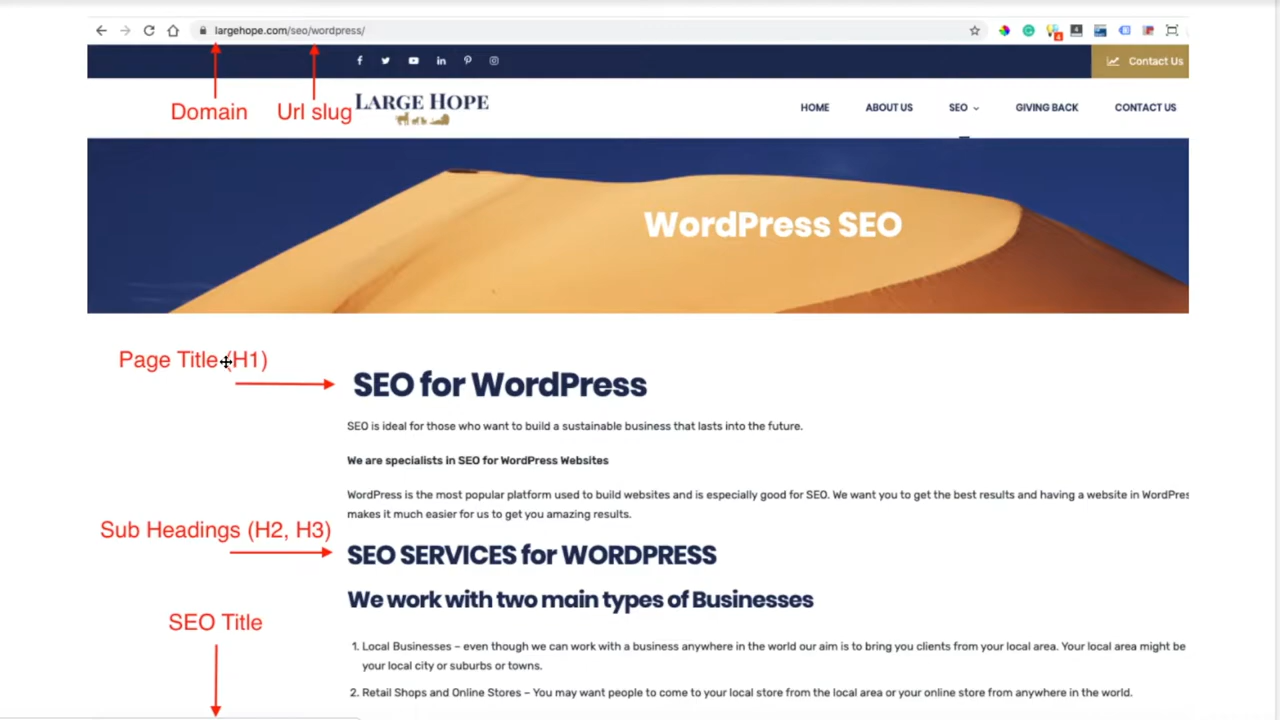 largehope.com/seo/wordpress/
4
Contact Us
Domain
Url slug
LARGE HOPE
HOME
ABOUT US
SEO
GIVING BACK
CONTACT US
WordPress SEO
Page Title (H1)
SEO for WordPress
SEO is ideal for those who want to build a sustainable business that lasts into the future.
We are specialists in SEO for WordPress Websites
WordPress is the most popular platform used to build websites and is especially good for SEO. We want you to get the best results and having a website in WordPres
makes it much easier for us to get you amazing results.
Sub Headings (H2, H3)
SEO SERVICES for WORDPRESS
We work with two main types of Businesses
SEO Title
1. Local Businesses – even though we can work with a business anywhere in the world our aim is to bring you clients from your local area. Your local area might be
your local city or suburbs or towns.
2. Retail Shops and Online Stores – You may want people to come to your local store from the local area or your online store from anywhere in the world.